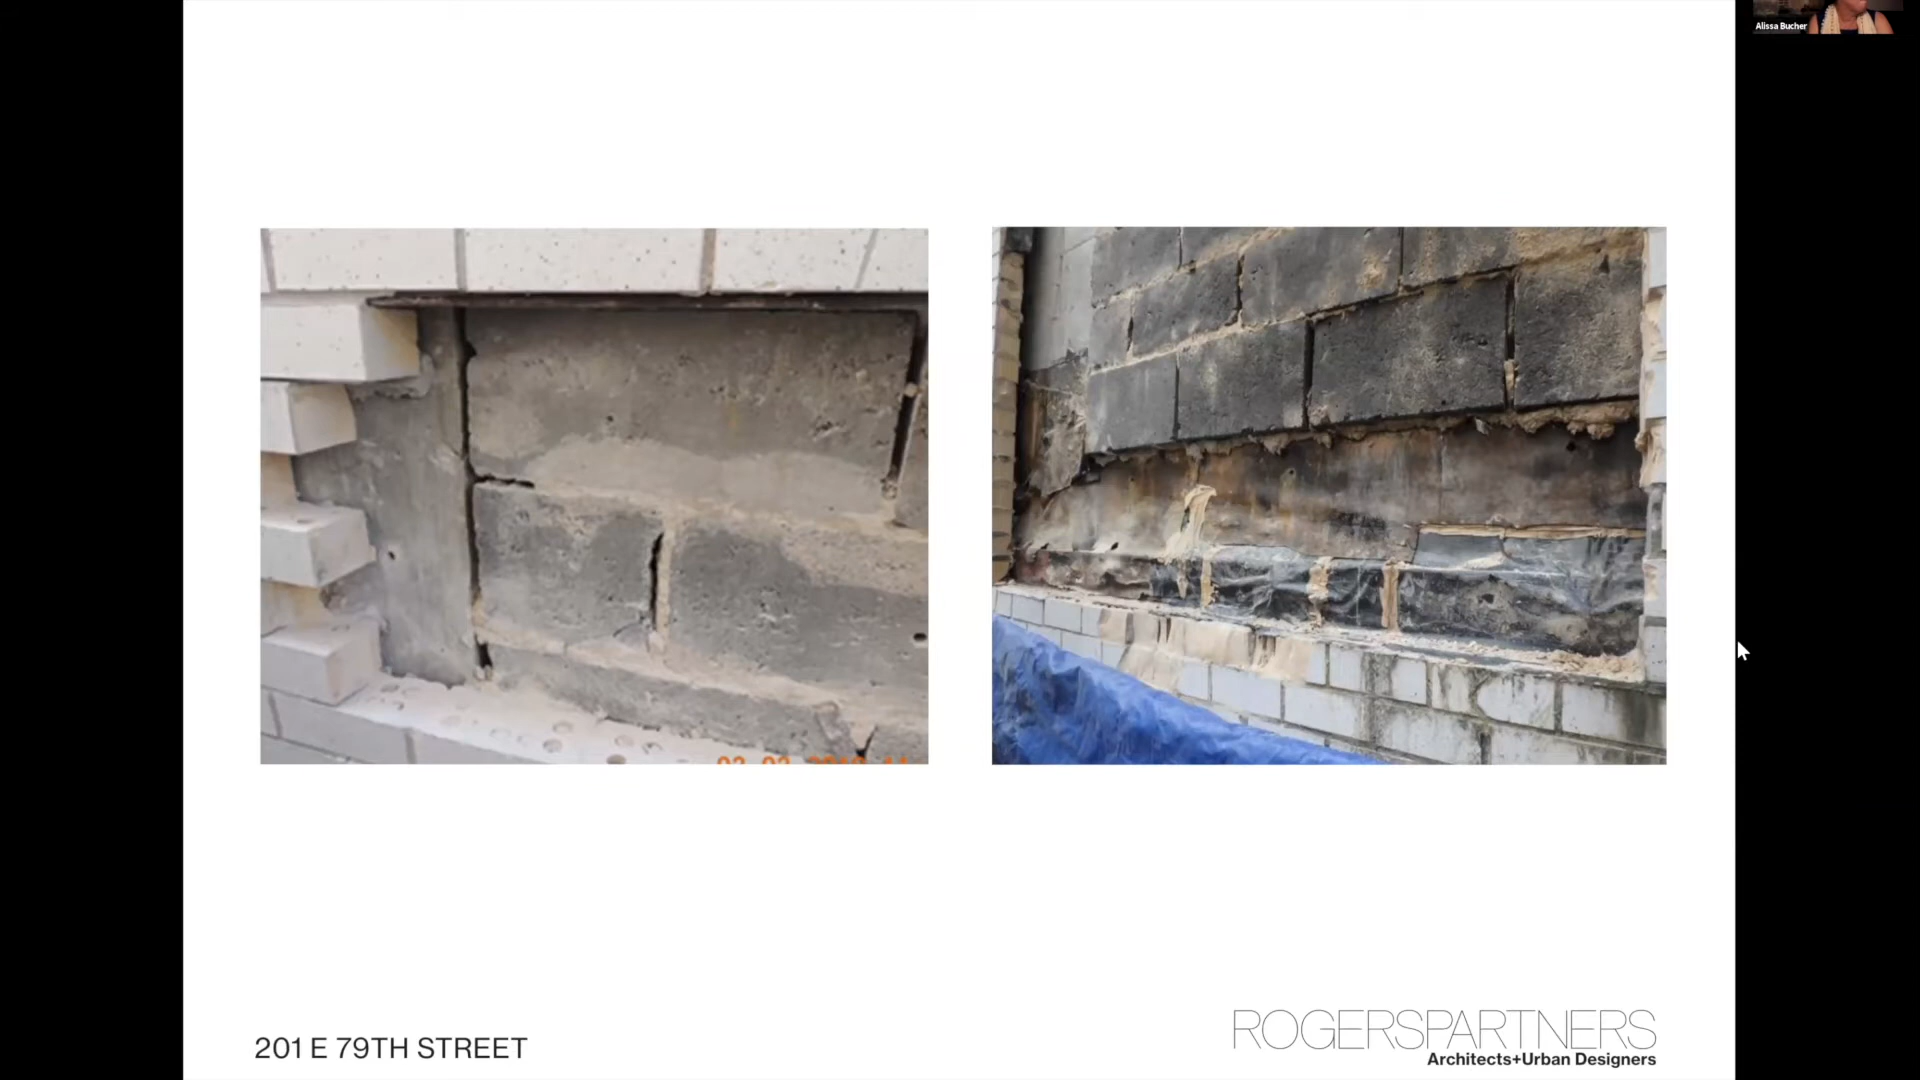 Alissa Bucher
201 E 79TH STREET
ROGERSPARTNERS
Architects+Urban Designers